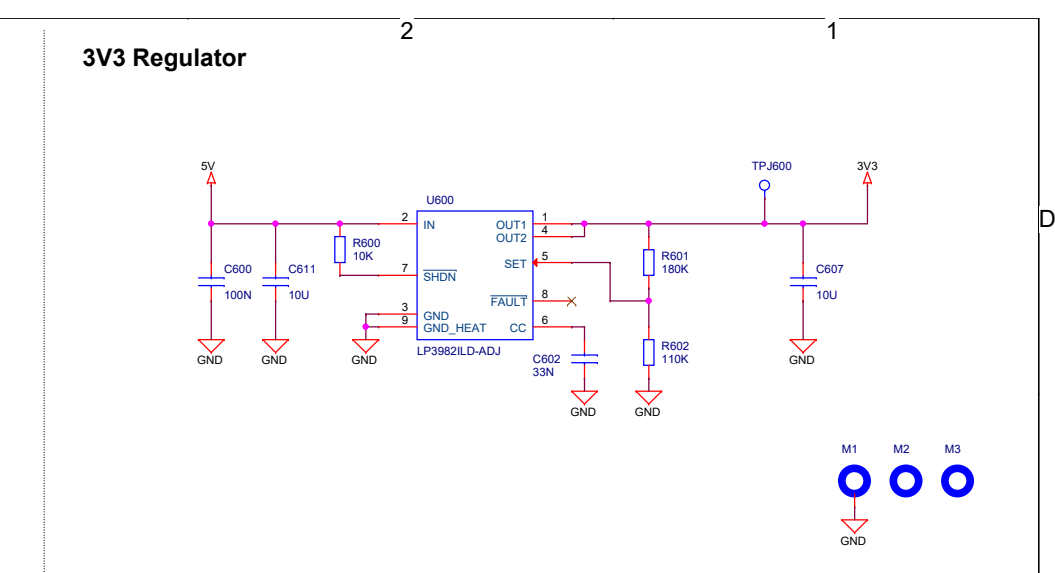 2
1
3V3 Regulator
5V
TPJ600
3V3
U600
D
2
IN
OUT1
1
OUT2
4
R600
10K
SET
5
R601
180K
7
SHDN
C600
100N
C611
10U
C607
10U
FAULT
8
3
GND
9
GND_HEAT
CC
6
LP3982ILD-ADJ
R602
110K
C602
33N
GND
GND
GND
GND
GND
GND
M1
M2
M3
GND